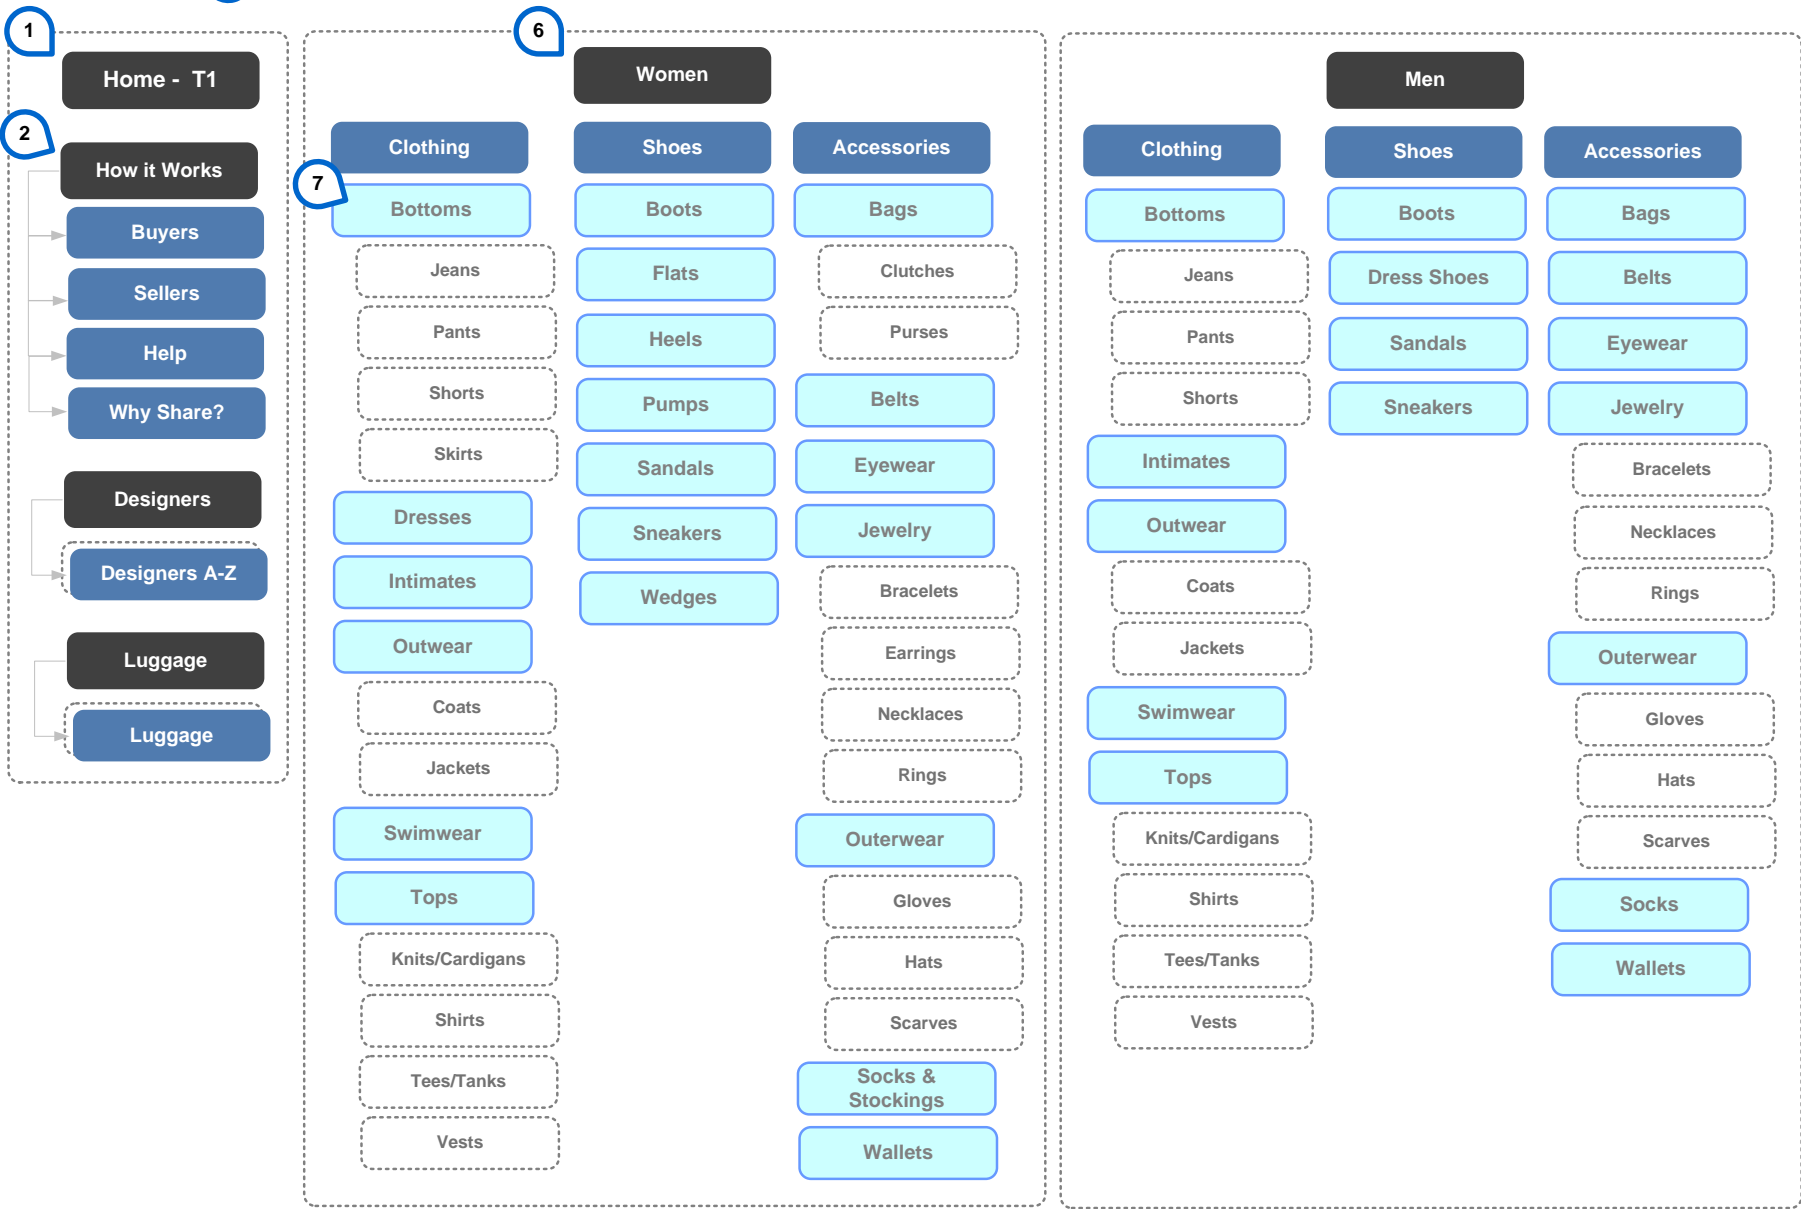 1
Home - T1
2
How it Works
Buyers
Sellers
Help
Why Share?
Designers
Designers A-Z
Luggage
Luggage
6
Women
Clothing
7
Bottoms
Jeans
Pants
Shorts
Skirts
Dresses
Intimates
Outwear
Coats
Jackets
Swimwear
Tops
Knits/Cardigans
Shirts
Tees/Tanks
Vests
Shoes
Boots
Flats
Heels
Pumps
Sandals
Sneakers
Wedges
Accessories
Bags
Clutches
Purses
Belts
Eyewear
Jewelry
Bracelets
Earrings
Necklaces
Rings
Outerwear
Gloves
Hats
Scarves
Socks &
Stockings
Wallets
Men
Clothing
Bottoms
Jeans
Pants
Shorts
Intimates
Outwear
Coats
Jackets
Swimwear
Tops
Knits/Cardigans
Shirts
Tees/Tanks
Vests
Shoes
Boots
Dress Shoes
Sandals
Sneakers
Accessories
Bags
Belts
Eyewear
Jewelry
Bracelets
Necklaces
Rings
Outerwear
Gloves
Hats
Scarves
Socks
Wallets